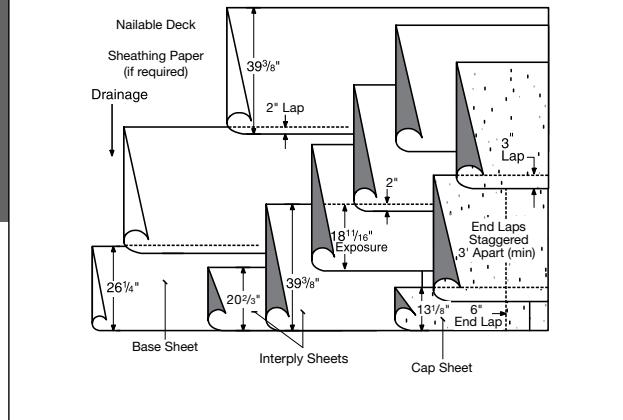 Nailable Deck
Sheathing Paper
(if required)
Drainage
39⅜"
2" Lap
3"
Lap
2"
18¹¹/₁₆"
Exposure
End Laps
Staggered
3' Apart (min)
26¼"
20⅔"
39⅜"
13⅛"
6"
End Lap
Base Sheet
Interply Sheets
Cap Sheet